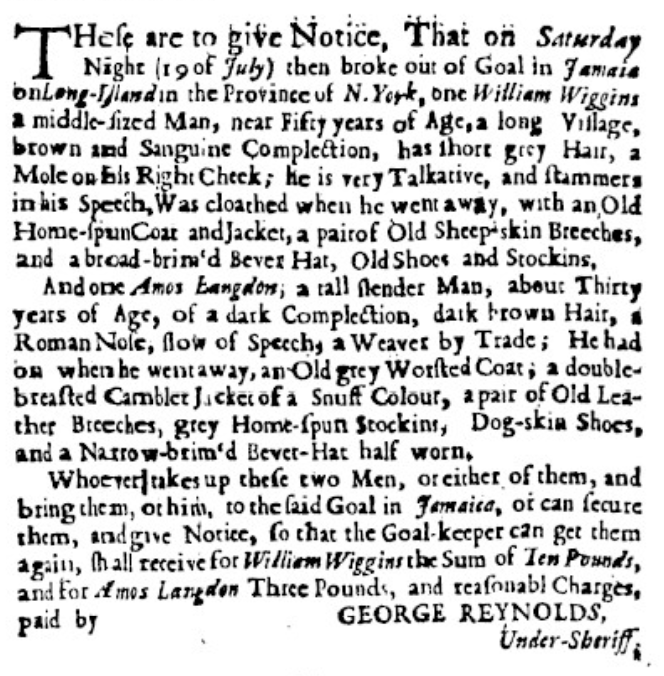 THese are to give Notice, That on Saturday
Night (19 of July) then broke out of Goal in Jamaia
on Long-Island in the Province of N. York, one William Wiggins
a middle-sized Man, near Fifty years of Age, a long Village,
brown and Sanguine Complection, has short grey Hair, a
Mole on his Right Cheek; he is very Talkative, and stammers
in his Speech, Was cloathed when he went away, with an Old
Home-spun Coat and Jacket, a pair of Old Sheep-skin Breeches,
and a broad-brim'd Bever Hat, Old Shoes and Stockins,
And one Amos Langdon, a tall slender Man, about Thirty
years of Age, of a dark Complection, dark brown Hair, a
Roman Nose, slow of Speech, a Weaver by Trade; He had
on when he went away, an Old grey Worsted Coat; a double-
breasted Camblet Jacket of a Snuff Colour, a pair of Old Lea-
ther Breeches, grey Home-spun Stockins, Dog-skin Shoes,
and a Narrow-brim'd Bever-Hat half worn.
Whoever takes up these two Men, or either of them, and
bring them, or him, to the said Goal in Jamaica, or can secure
them, and give Notice, so that the Goal-keeper can get them
again, shall receive for William Wiggins the Sum of Ten Pounds,
and for Amos Langdon Three Pounds, and reasonabl Charges,
paid by GEORGE REYNOLDS,
Under-Sheriff.